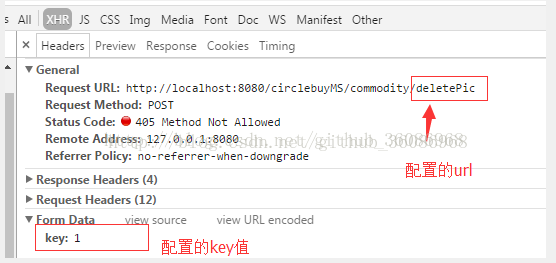 All XHR JS CSS Img Media Font Doc WS Manifest Other
× Headers Preview Response Cookies Timing
▼ General
Request URL: http://localhost:8080/circlebuyMS/commodity/deletePic
Request Method: POST
Status Code: 405 Method Not Allowed
Remote Address: 127.0.0.1:8080
http://blog.csdn.net/github_36086968
Referrer Policy: no-referrer-when-downgrade
配置的url
▶ Response Headers (4)
▶ Request Headers (12)
▼ Form Data view source view URL encoded
key: 1
配置的key值